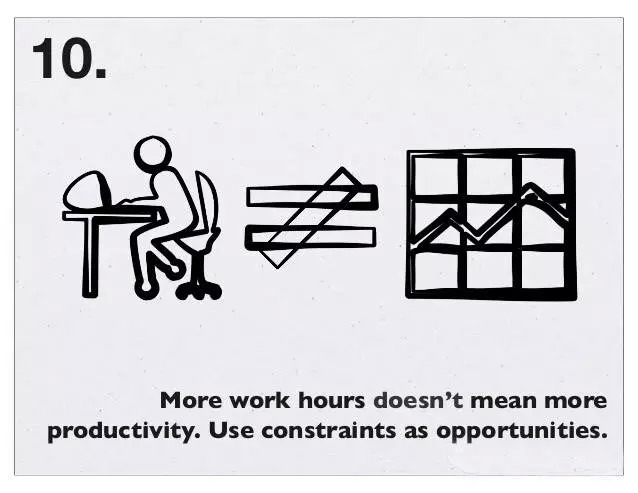 10.
More work hours doesn’t mean more
productivity. Use constraints as opportunities.